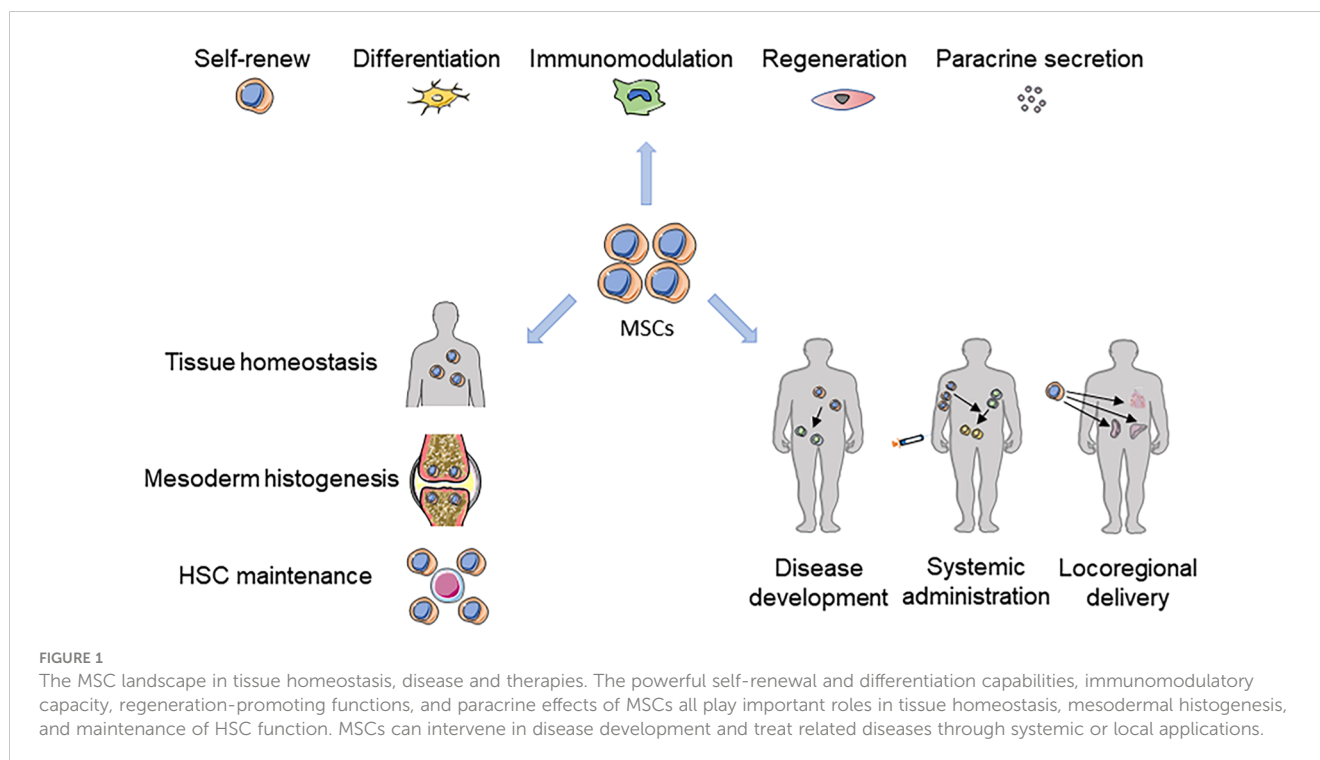 Self-renew
Differentiation
Immunomodulation
Regeneration
Paracrine secretion
MSCs
Tissue homeostasis
Mesoderm histogenesis
HSC maintenance
Disease
development
Systemic
administration
Locoregional
delivery
FIGURE 1
The MSC landscape in tissue homeostasis, disease and therapies. The powerful self-renewal and differentiation capabilities, immunomodulatory
capacity, regeneration-promoting functions, and paracrine effects of MSCs all play important roles in tissue homeostasis, mesodermal histogenesis,
and maintenance of HSC function. MSCs can intervene in disease development and treat related diseases through systemic or local applications.